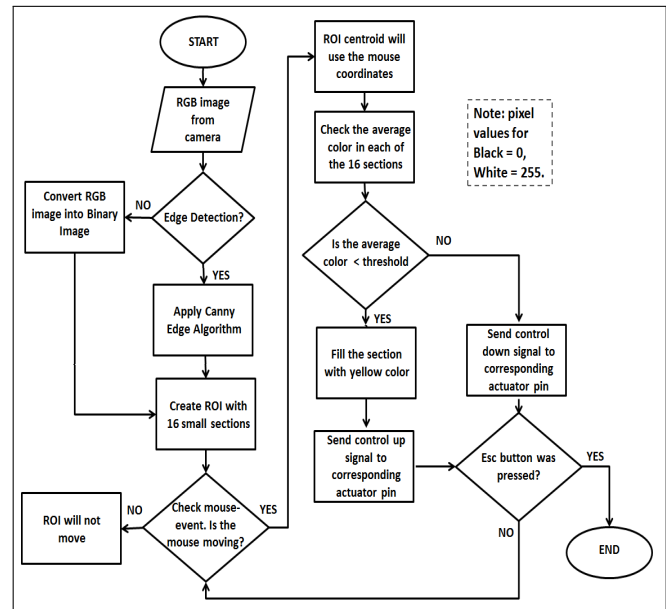 START
RGB image
from
camera
Edge Detection?
NO
Convert RGB
image into Binary
Image
YES
Apply Canny
Edge Algorithm
Create ROI with
16 small sections
Check mouse-
event. Is the
mouse moving?
NO
ROI will not
move
YES
ROI centroid will
use the mouse
coordinates
Check the average
color in each of
the 16 sections
Note: pixel
values for
Black = 0,
White = 255.
Is the average
color < threshold
NO
YES
Fill the section
with yellow color
Send control up
signal to
corresponding
actuator pin
Send control
down signal to
corresponding
actuator pin
Esc button was
pressed?
YES
NO
END